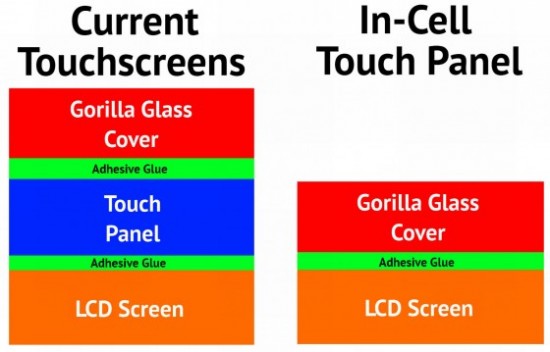 Current
Touchscreens
Gorilla Glass
Cover
Adhesive Glue
Touch
Panel
Adhesive Glue
LCD Screen
In-Cell
Touch Panel
Gorilla Glass
Cover
Adhesive Glue
LCD Screen